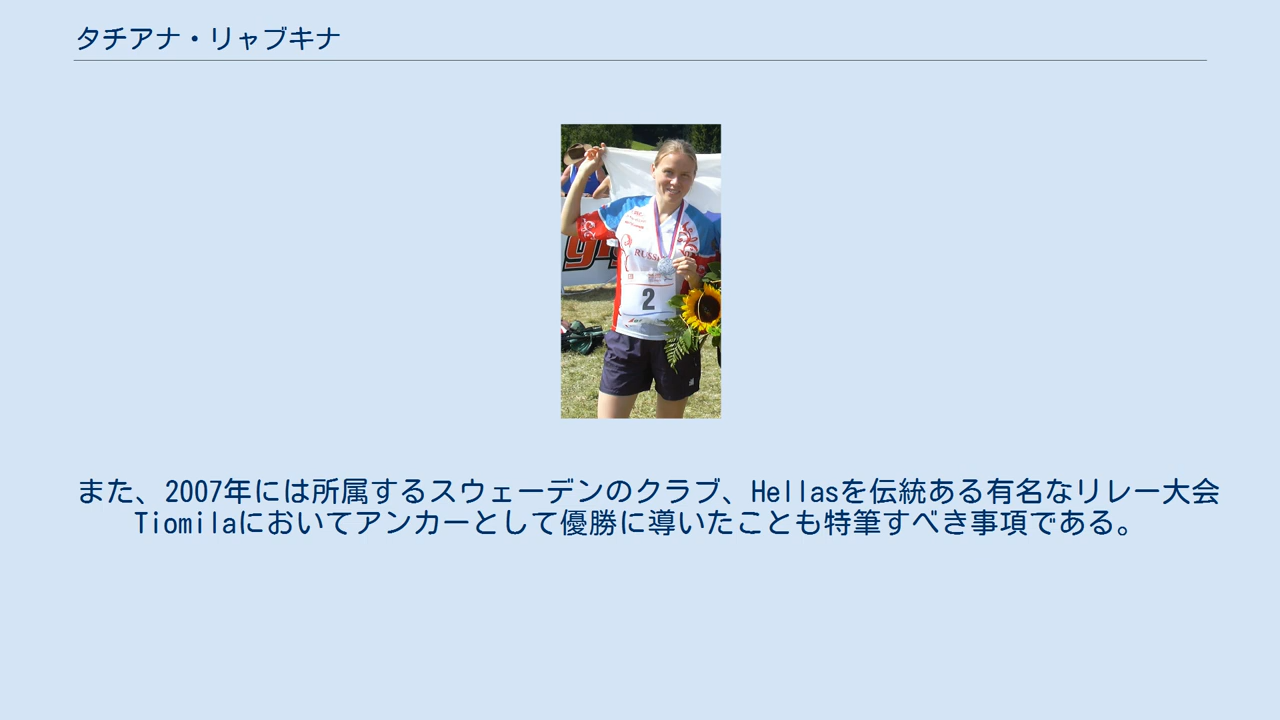 タチアナ・リャブキナ
RUSSI
2
また、2007年には所属するスウェーデンのクラブ、Hellasを伝統ある有名なリレー大会
Tiomilaにおいてアンカーとして優勝に導いたことも特筆すべき事項である。